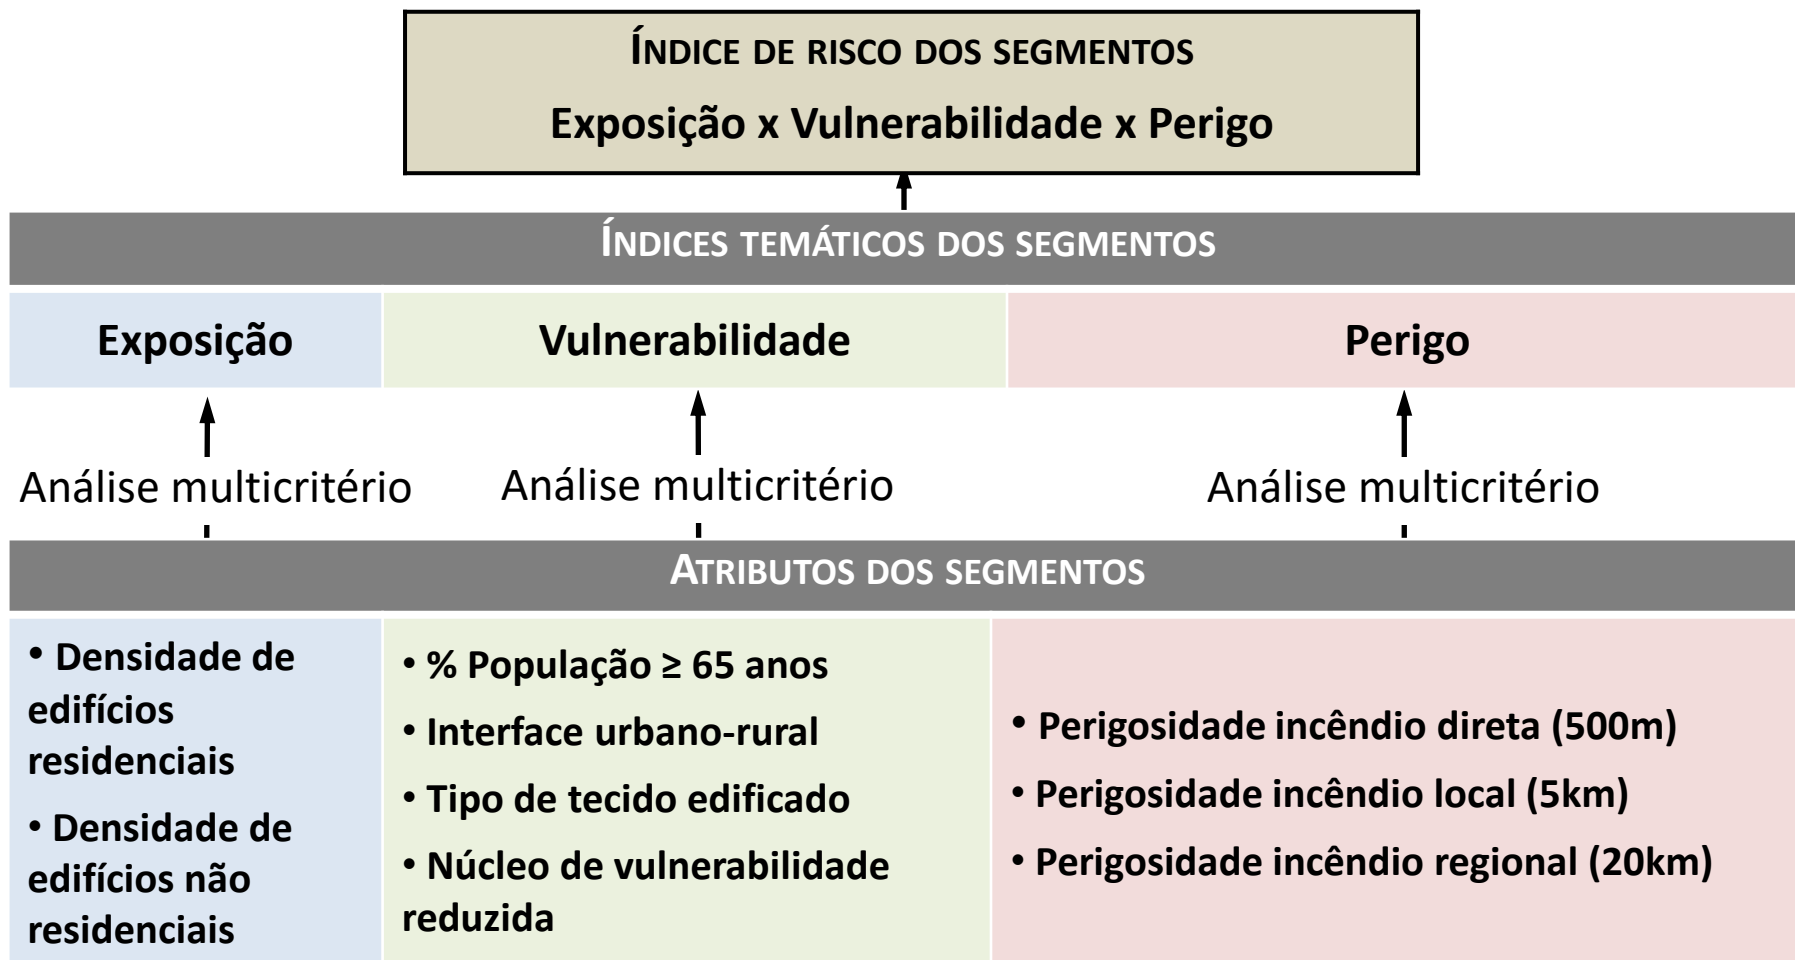 ÍNDICE DE RISCO DOS SEGMENTOS
Exposição x Vulnerabilidade x Perigo
ÍNDICES TEMÁTICOS DOS SEGMENTOS
Exposição
Vulnerabilidade
Perigo
Análise multicritério
Análise multicritério
Análise multicritério
ATRIBUTOS DOS SEGMENTOS
• Densidade de
edifícios
residenciais
• Densidade de
edifícios não
residenciais
• % População ≥ 65 anos
• Interface urbano-rural
• Tipo de tecido edificado
• Núcleo de vulnerabilidade
reduzida
• Perigosidade incêndio direta (500m)
• Perigosidade incêndio local (5km)
• Perigosidade incêndio regional (20km)